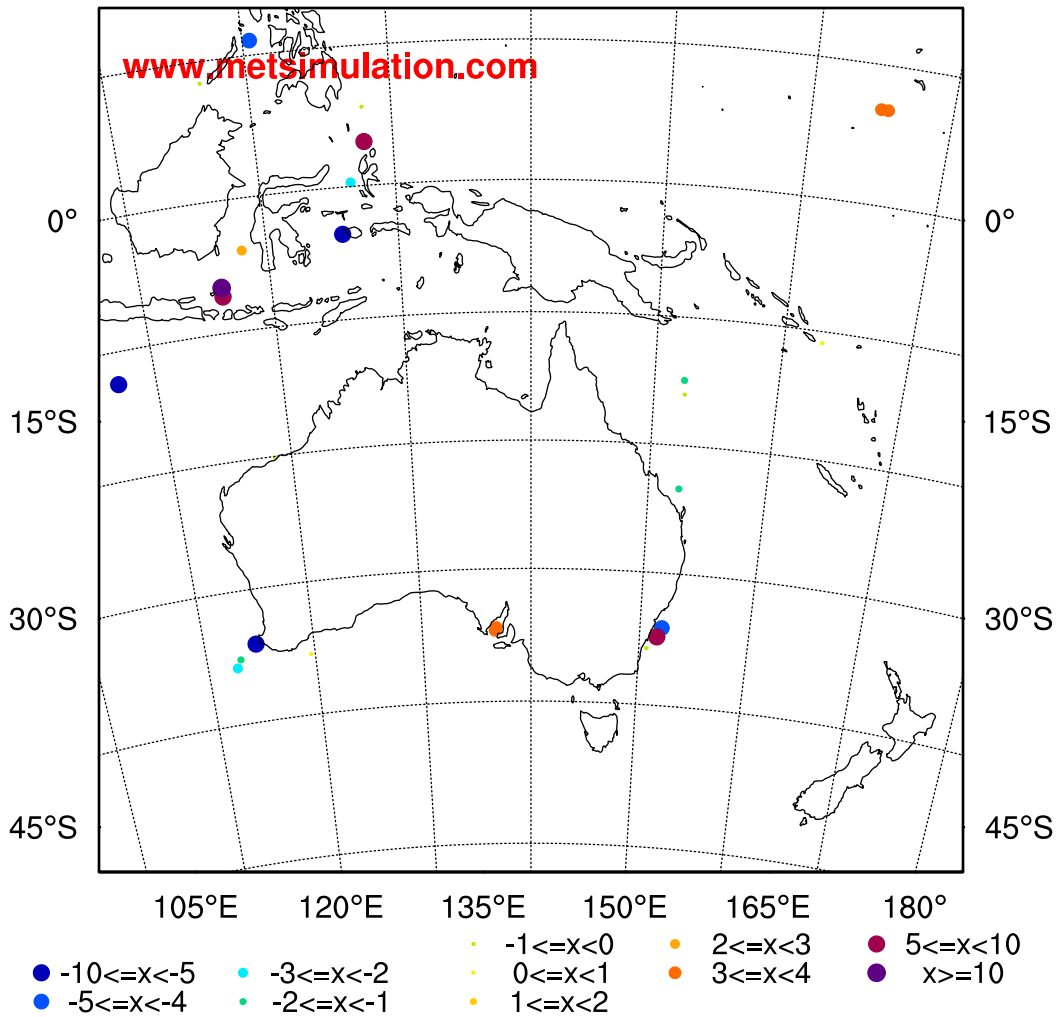 www.metsimulation.com
0° 0°
15°S 15°S
30°S 30°S
45°S 45°S
105°E 120°E 135°E 150°E 165°E 180°
-1<=x<0 2<=x<3 5<=x<10
-10<=x<-5 -3<=x<-2 0<=x<1 3<=x<4 x>=10
-5<=x<-4 -2<=x<-1 1<=x<2